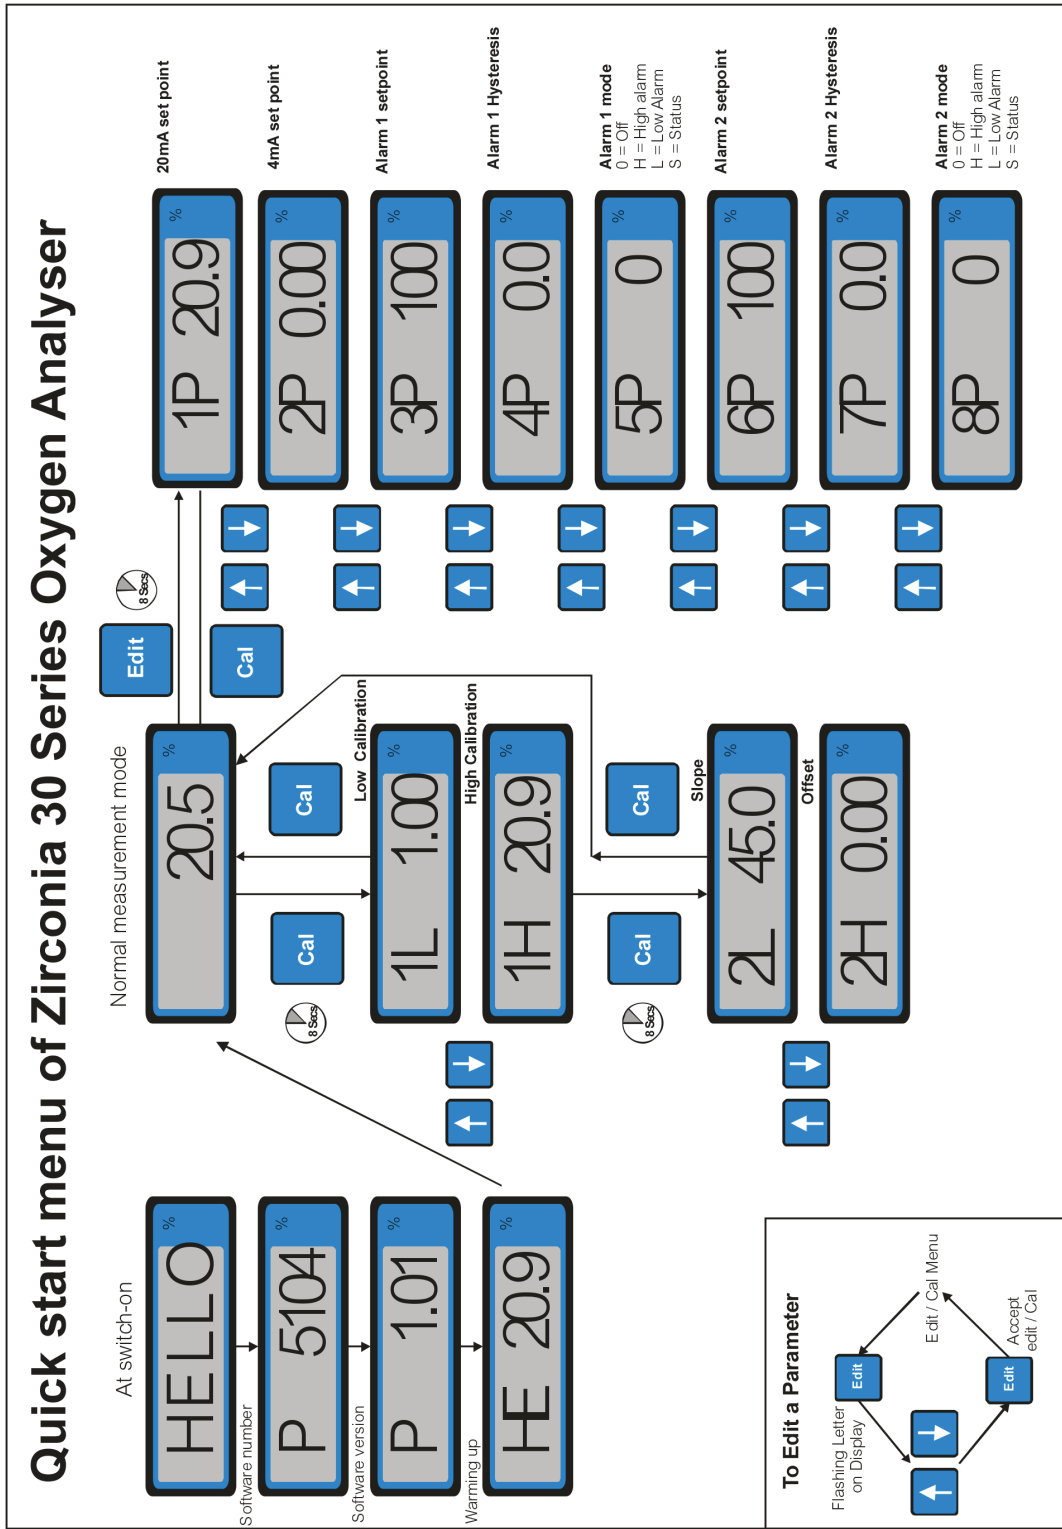 Quick start menu of Zirconia 30 Series Oxygen Analyser
At switch-on
HELLO
%
Software number
P 5104
%
Software version
P 1.01
%
Warming up
HE 20.9
%
Normal measurement mode
20.5
%
8 Secs
Cal
Cal
Low Calibration
1L 1.00
%
High Calibration
1H 20.9
%
8 Secs
Cal
Cal
Slope
2L 45.0
%
Offset
2H 0.00
%
Edit
8 Secs
Cal
1P 20.9
%
20mA set point
2P 0.00
%
4mA set point
3P 100
%
Alarm 1 setpoint
4P 0.0
%
Alarm 1 Hysteresis
5P 0
%
Alarm 1 mode
0 = Off
H = High alarm
L = Low Alarm
S = Status
6P 100
%
Alarm 2 setpoint
7P 0.0
%
Alarm 2 Hysteresis
8P 0
%
Alarm 2 mode
0 = Off
H = High alarm
L = Low Alarm
S = Status
To Edit a Parameter
Flashing Letter
on Display
Edit
Edit / Cal Menu
Edit
Accept
edit / Cal